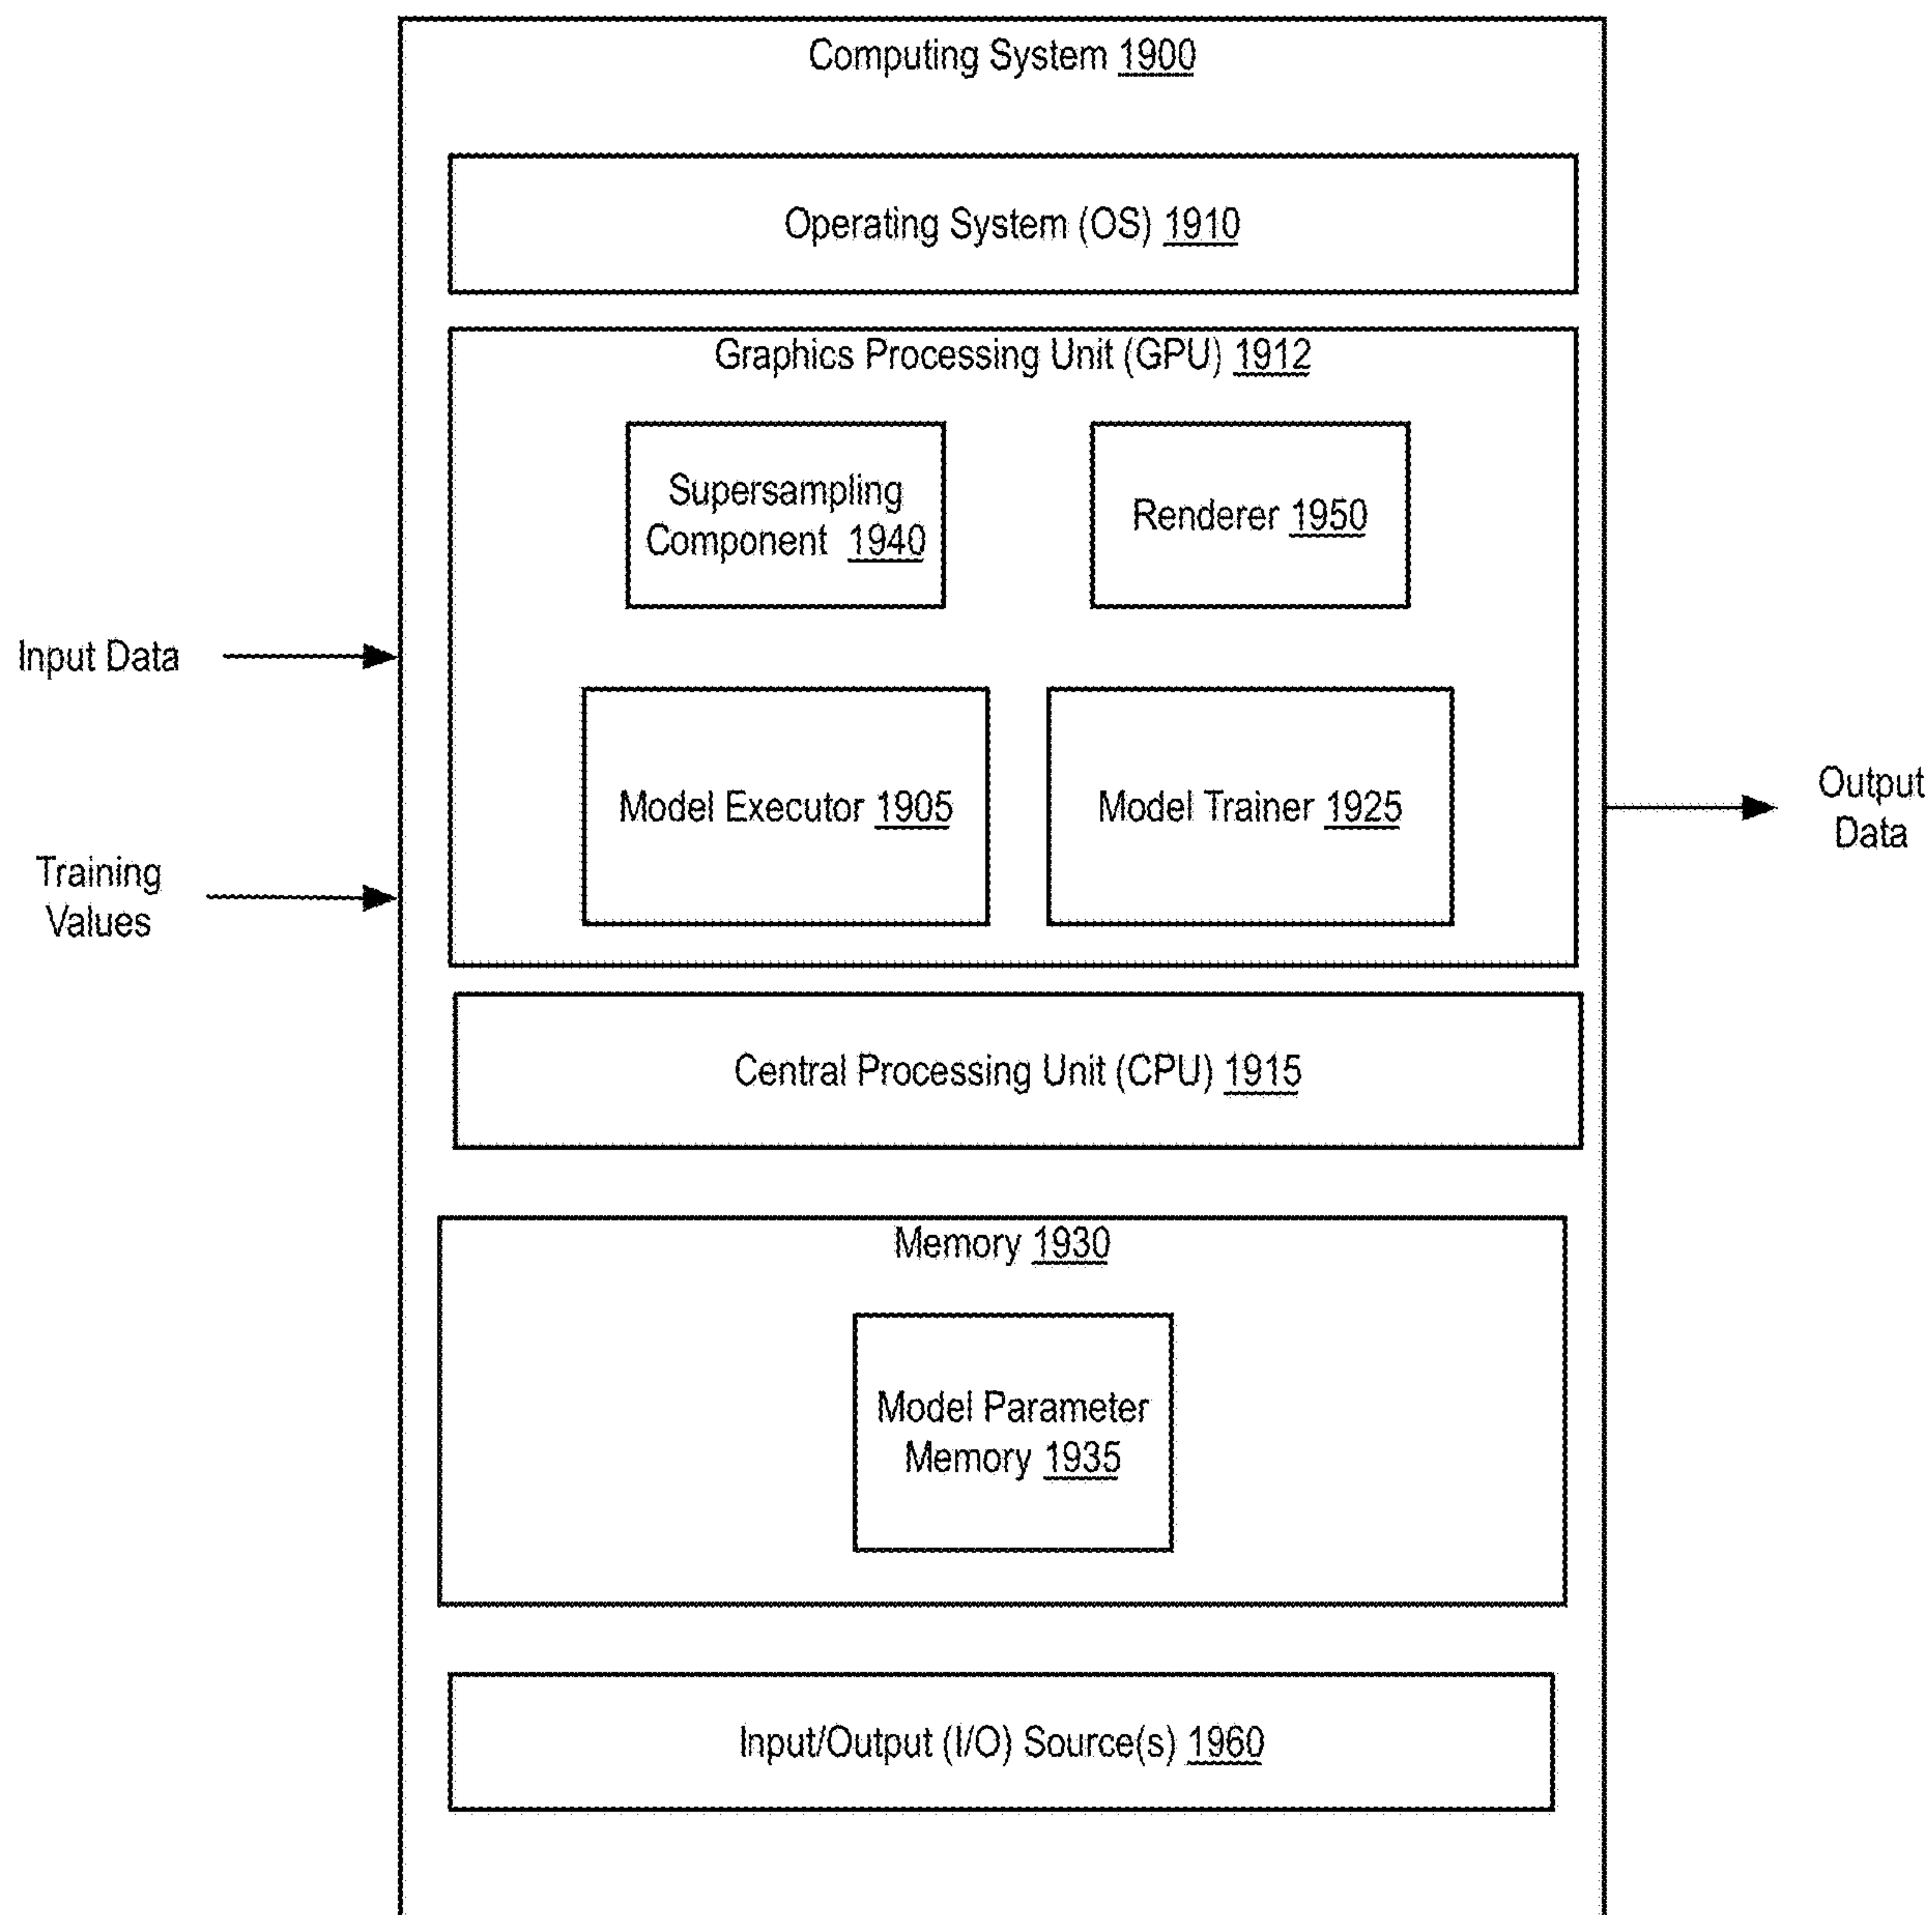 Computing System 1900
Operating System (OS) 1910
Graphics Processing Unit (GPU) 1912
Supersampling
Component 1940
Renderer 1950
Input Data
Model Executor 1905
Model Trainer 1925
Output
Data
Training
Values
Central Processing Unit (CPU) 1915
Memory 1930
Model Parameter
Memory 1935
Input/Output (I/O) Source(s) 1960